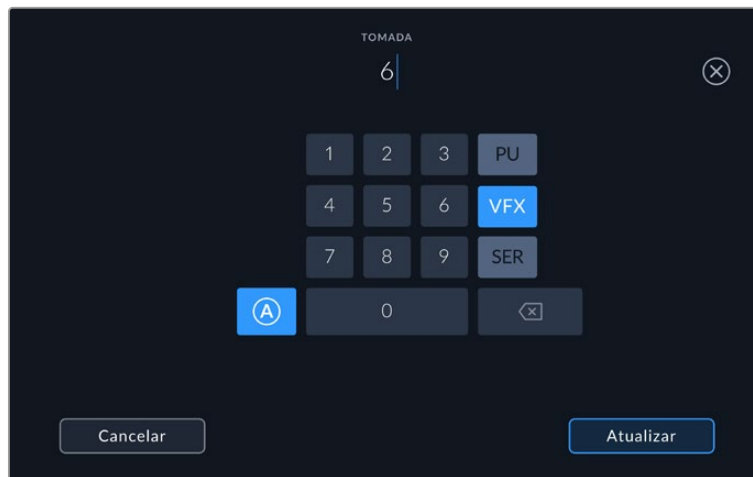 TOMADA
6
1 2 3 PU
4 5 6 VFX
7 8 9 SER
A 0
Cancelar Atualizar